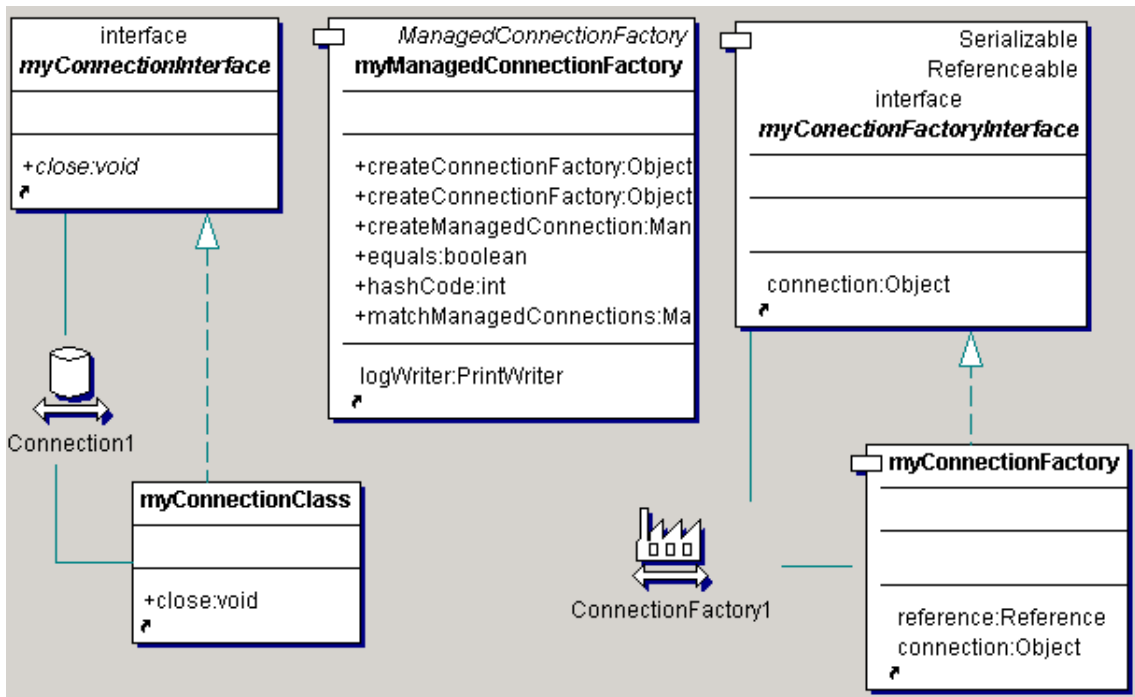 interface
myConnectionInterface
+close:void
ManagedConnectionFactory
myManagedConnectionFactory
+createConnectionFactory:Object
+createConnectionFactory:Object
+createManagedConnection:Man
+equals:boolean
+hashCode:int
+matchManagedConnections:Ma
logWriter:PrintWriter
Serializable
Referenceable
interface
myConectionFactoryInterface
connection:Object
Connection1
myConnectionClass
+close:void
ConnectionFactory1
myConnectionFactory
reference:Reference
connection:Object